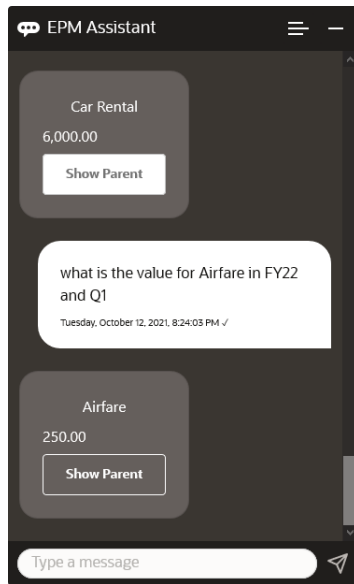 EPM Assistant
Car Rental
6,000.00
Show Parent
what is the value for Airfare in FY22
and Q1
Tuesday, October 12, 2021, 8:24:03 PM ✓
Airfare
250.00
Show Parent
Type a message